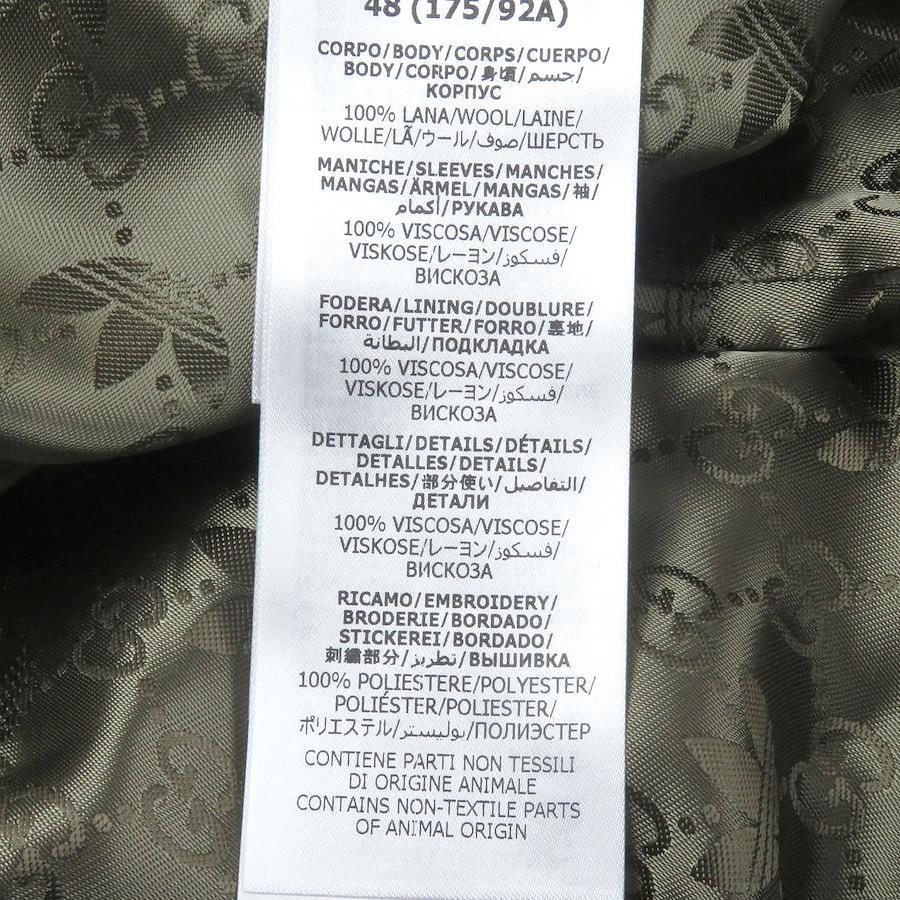 48 (175/92A)
CORPO/BODY/CORPS/CUERPO/
BODY/CORPO/身頃/جسم/
КОРПУС
100% LANA/WOOL/LAINE/
WOLLE/LÃ/ウール/صوف/ШЕРСТЬ
MANICHE/SLEEVES/MANCHES/
MANGAS/ÄRMEL/MANGAS/袖/
أكمام/РУКАВА
100% VISCOSA/VISCOSE/
VISKOSE/レーヨン/فسكوز/
ВИСКОЗА
FODERA/LINING/DOUBLURE/
FORRO/FUTTER/FORRO/裏地/
البطانة/ПОДКЛАДКА
100% VISCOSA/VISCOSE/
VISKOSE/レーヨン/فسكوز/
ВИСКОЗА
DETTAGLI/DETAILS/DÉTAILS/
DETALLES/DETAILS/
DETALHES/部分使い/التفاصيل/
ДЕТАЛИ
100% VISCOSA/VISCOSE/
VISKOSE/レーヨン/فسكوز/
ВИСКОЗА
RICAMO/EMBROIDERY/
BRODERIE/BORDADO/
STICKEREI/BORDADO/
刺繍部分/تطريز/ВЫШИВКА
100% POLIESTERE/POLYESTER/
POLIÉSTER/POLIESTER/
ポリエステル/بوليستر/ПОЛИЭСТЕР
CONTIENE PARTI NON TESSILI
DI ORIGINE ANIMALE
CONTAINS NON-TEXTILE PARTS
OF ANIMAL ORIGIN